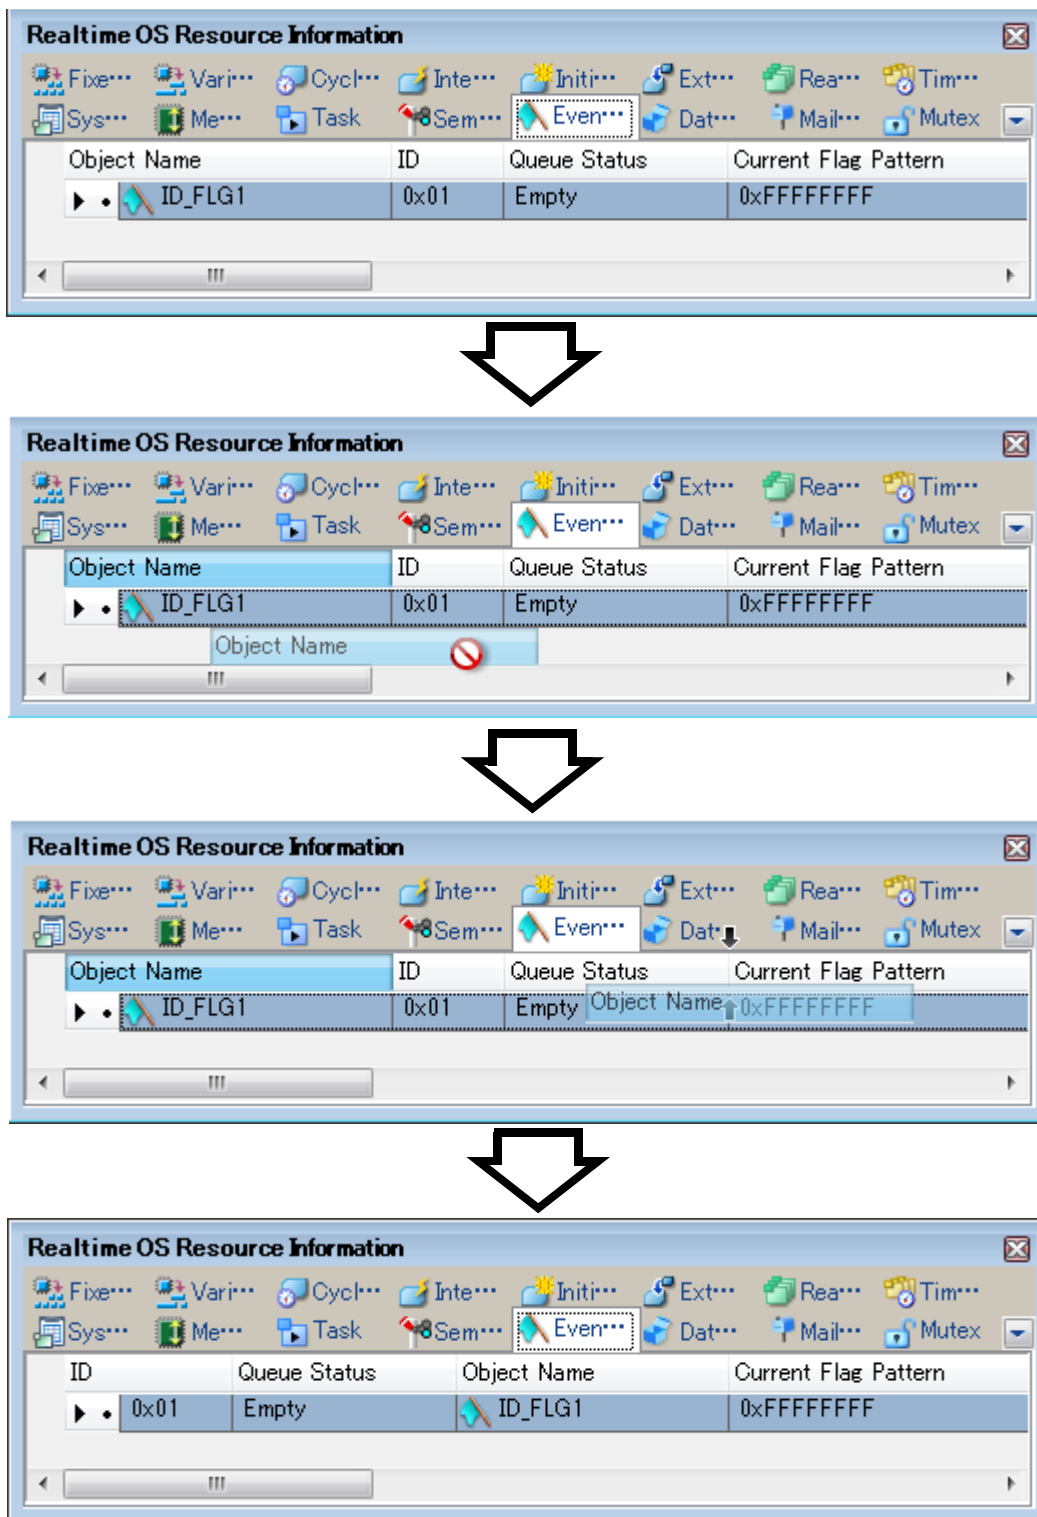 Realtime OS Resource Information
Fixe··· Vari··· Cycl··· Inte··· Initi··· Ext··· Rea··· Tim···
Sys··· Me··· Task Sem··· Even··· Dat··· Mail··· Mutex
Object Name ID Queue Status Current Flag Pattern
ID_FLG1 0x01 Empty 0xFFFFFFFF
Realtime OS Resource Information
Fixe··· Vari··· Cycl··· Inte··· Initi··· Ext··· Rea··· Tim···
Sys··· Me··· Task Sem··· Even··· Dat··· Mail··· Mutex
Object Name ID Queue Status Current Flag Pattern
ID_FLG1 0x01 Empty 0xFFFFFFFF
Object Name
Realtime OS Resource Information
Fixe··· Vari··· Cycl··· Inte··· Initi··· Ext··· Rea··· Tim···
Sys··· Me··· Task Sem··· Even··· Dat·· Mail··· Mutex
Object Name ID Queue Status Current Flag Pattern
ID_FLG1 0x01 Empty Object Name 0xFFFFFFFF
Realtime OS Resource Information
Fixe··· Vari··· Cycl··· Inte··· Initi··· Ext··· Rea··· Tim···
Sys··· Me··· Task Sem··· Even··· Dat··· Mail··· Mutex
ID Queue Status Object Name Current Flag Pattern
0x01 Empty ID_FLG1 0xFFFFFFFF